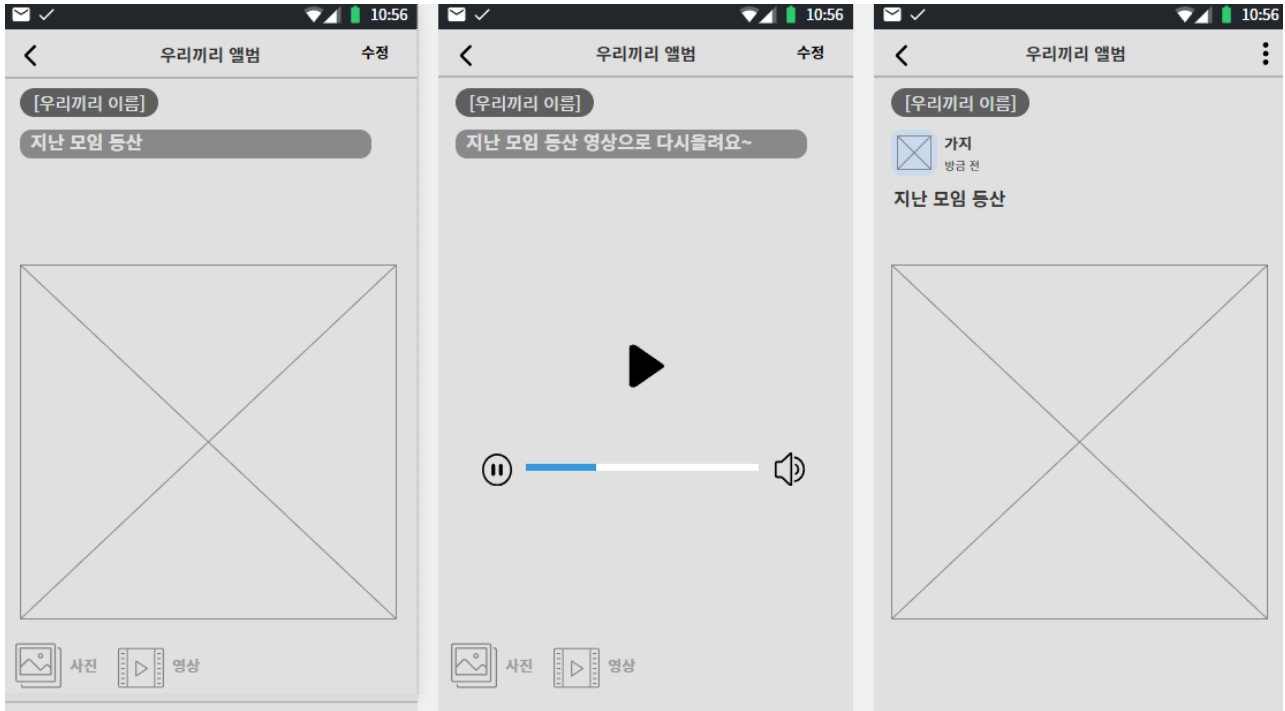 10:56
우리끼리 앨범
수정
[우리끼리 이름]
지난 모임 등산
사진
영상
10:56
우리끼리 앨범
수정
[우리끼리 이름]
지난 모임 등산 영상으로 다시올려요~
사진
영상
10:56
우리끼리 앨범
[우리끼리 이름]
가지
방금 전
지난 모임 등산